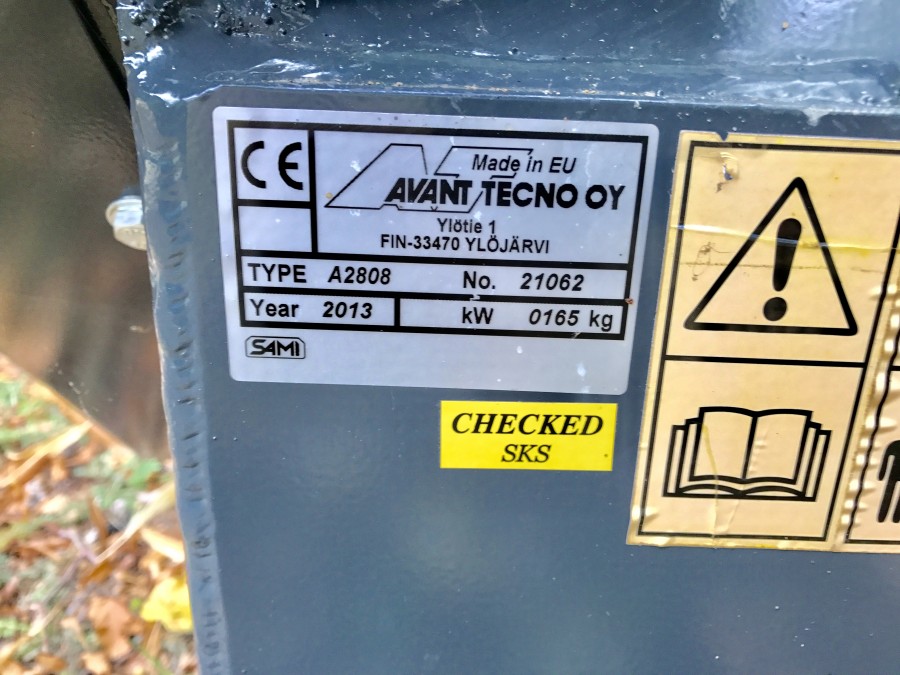 CE
Made in EU
AVANT TECNO OY
Ylötie 1
FIN-33470 YLÖJÄRVI
TYPE A2808 No. 21062
Year 2013 kW 0165 kg
SAMI
CHECKED
SKS